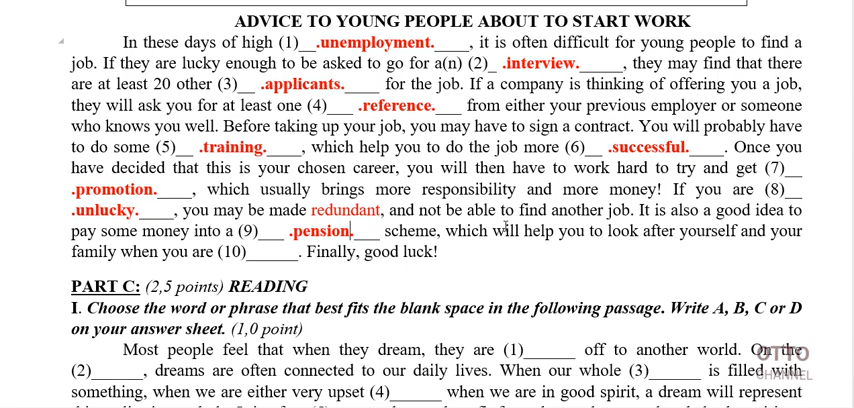 ADVICE TO YOUNG PEOPLE ABOUT TO START WORK
In these days of high (1)__.unemployment.____, it is often difficult for young people to find a
job. If they are lucky enough to be asked to go for a(n) (2)_ .interview._____, they may find that there
are at least 20 other (3)__ .applicants.____ for the job. If a company is thinking of offering you a job,
they will ask you for at least one (4)___ .reference.___ from either your previous employer or someone
who knows you well. Before taking up your job, you may have to sign a contract. You will probably have
to do some (5)__ .training.____, which help you to do the job more (6)__ .successful.____. Once you
have decided that this is your chosen career, you will then have to work hard to try and get (7)__
.promotion.____, which usually brings more responsibility and more money! If you are (8)__
.unlucky.____, you may be made redundant, and not be able to find another job. It is also a good idea to
pay some money into a (9)___ .pension.___ scheme, which will help you to look after yourself and your
family when you are (10)______. Finally, good luck!
PART C: (2,5 points) READING
I. Choose the word or phrase that best fits the blank space in the following passage. Write A, B, C or D
on your answer sheet. (1,0 point)
Most people feel that when they dream, they are (1)______ off to another world. On the
(2)______, dreams are often connected to our daily lives. When our whole (3)______ is filled with
something, when we are either very upset (4)______ when we are in good spirit, a dream will represent
OTTO
CHANNEL